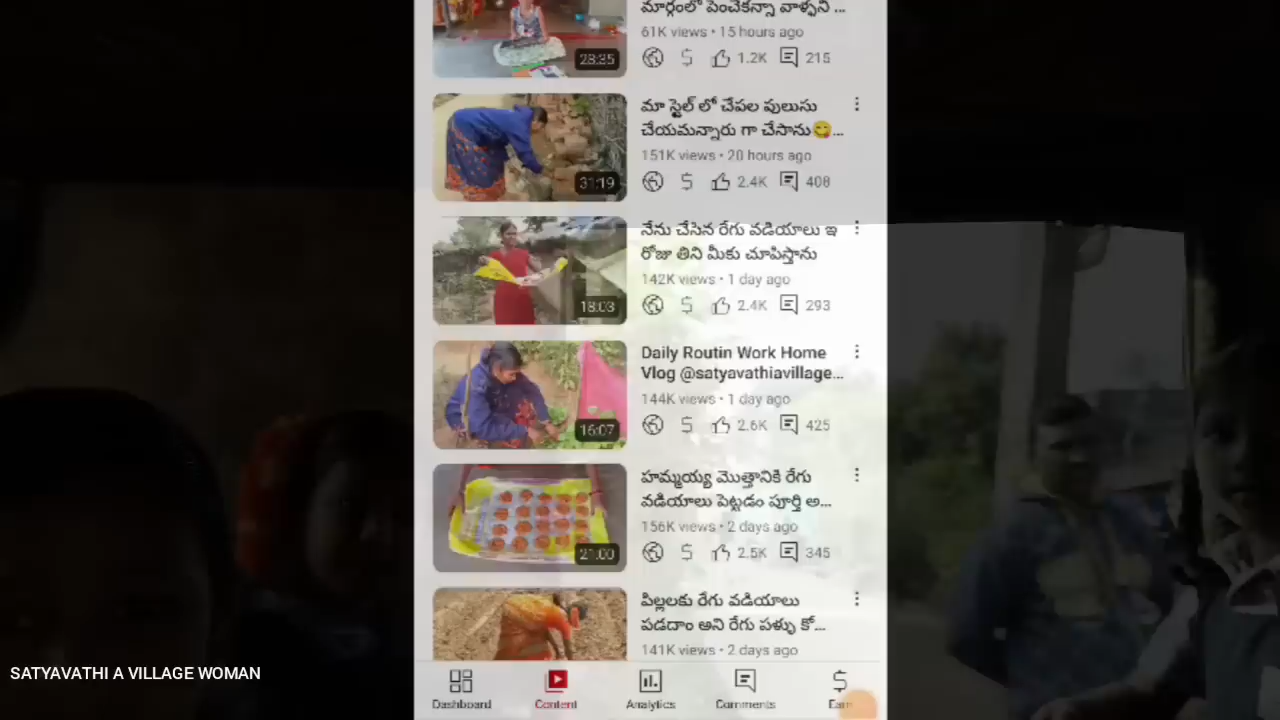 మార్గంలో పెంచేకన్నా వాళ్ళని ...
61K views • 15 hours ago
28:35
1.2K
215
మా స్టైల్ లో చేపల పులుసు
చేయమన్నారు గా చేసాను😋...
151K views • 20 hours ago
31:19
2.4K
408
నేను చేసిన రేగు వడియాలు ఇ
రోజు తిని మీకు చూపిస్తాను
142K views • 1 day ago
18:03
2.4K
293
Daily Routin Work Home
Vlog @satyavathiavillage...
144K views • 1 day ago
16:07
2.6K
425
హమ్మయ్య మొత్తానికి రేగు
వడియాలు పెట్టడం పూర్తి అ...
156K views • 2 days ago
21:00
2.5K
345
పిల్లలకు రేగు వడియాలు
పడదాం అని రేగు పళ్ళు కో...
141K views • 2 days ago
SATYAVATHI A VILLAGE WOMAN
Dashboard
Content
Analytics
Comments